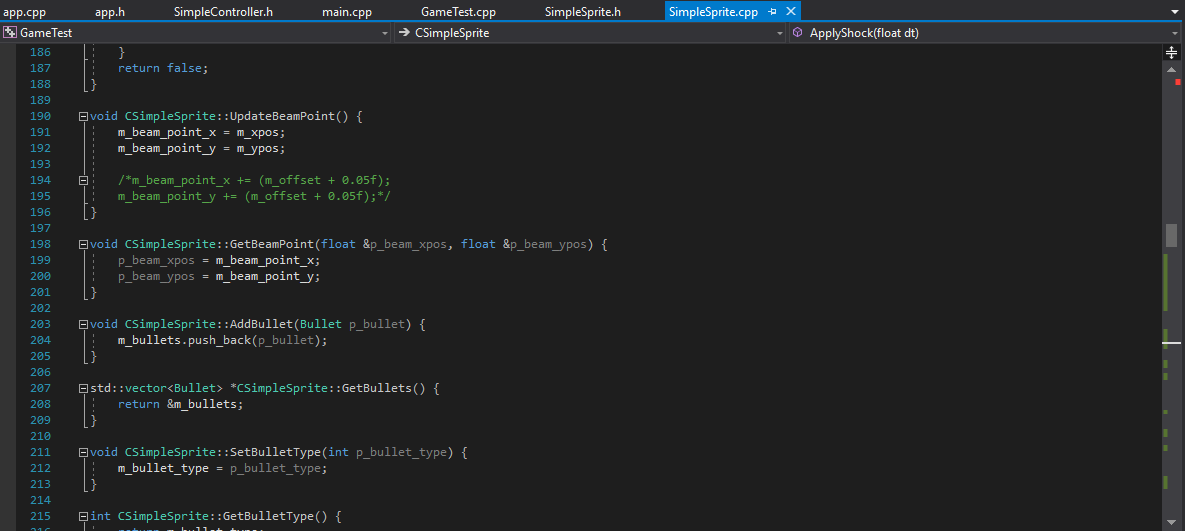 app.cpp app.h SimpleController.h main.cpp GameTest.cpp SimpleSprite.h SimpleSprite.cpp
GameTest CSimpleSprite ApplyShock(float dt)
186 }
187 return false;
188 }
189
190 void CSimpleSprite::UpdateBeamPoint() {
191 m_beam_point_x = m_xpos;
192 m_beam_point_y = m_ypos;
193
194 /*m_beam_point_x += (m_offset + 0.05f);
195 m_beam_point_y += (m_offset + 0.05f);*/
196 }
197
198 void CSimpleSprite::GetBeamPoint(float &p_beam_xpos, float &p_beam_ypos) {
199 p_beam_xpos = m_beam_point_x;
200 p_beam_ypos = m_beam_point_y;
201 }
202
203 void CSimpleSprite::AddBullet(Bullet p_bullet) {
204 m_bullets.push_back(p_bullet);
205 }
206
207 std::vector<Bullet> *CSimpleSprite::GetBullets() {
208 return &m_bullets;
209 }
210
211 void CSimpleSprite::SetBulletType(int p_bullet_type) {
212 m_bullet_type = p_bullet_type;
213 }
214
215 int CSimpleSprite::GetBulletType() {
216 return m_bullet_type;